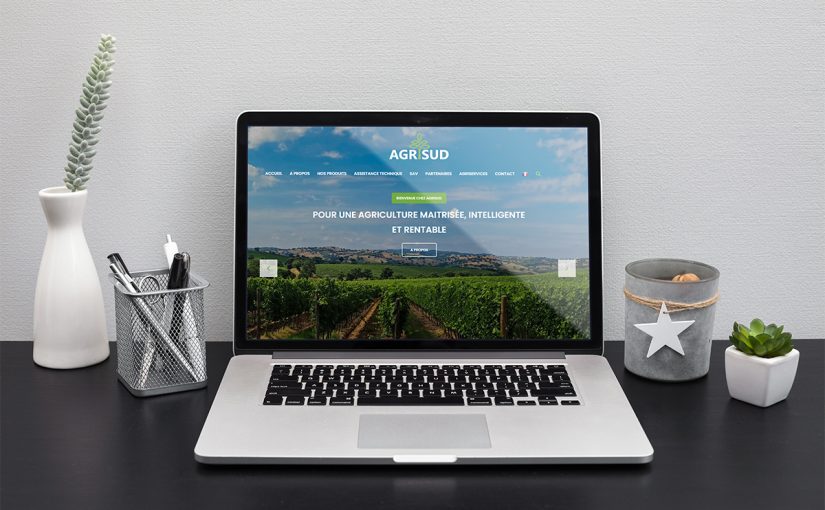 AGRISUD
ACCUEIL A PROPOS NOS PRODUITS ASSISTANCE TECHNIQUE SAV PARTENAIRES AGRISERVICES CONTACT
BIENVENUE CHEZ AGRISUD
POUR UNE AGRICULTURE MAITRISÉE, INTELLIGENTE
ET RENTABLE
A PROPOS